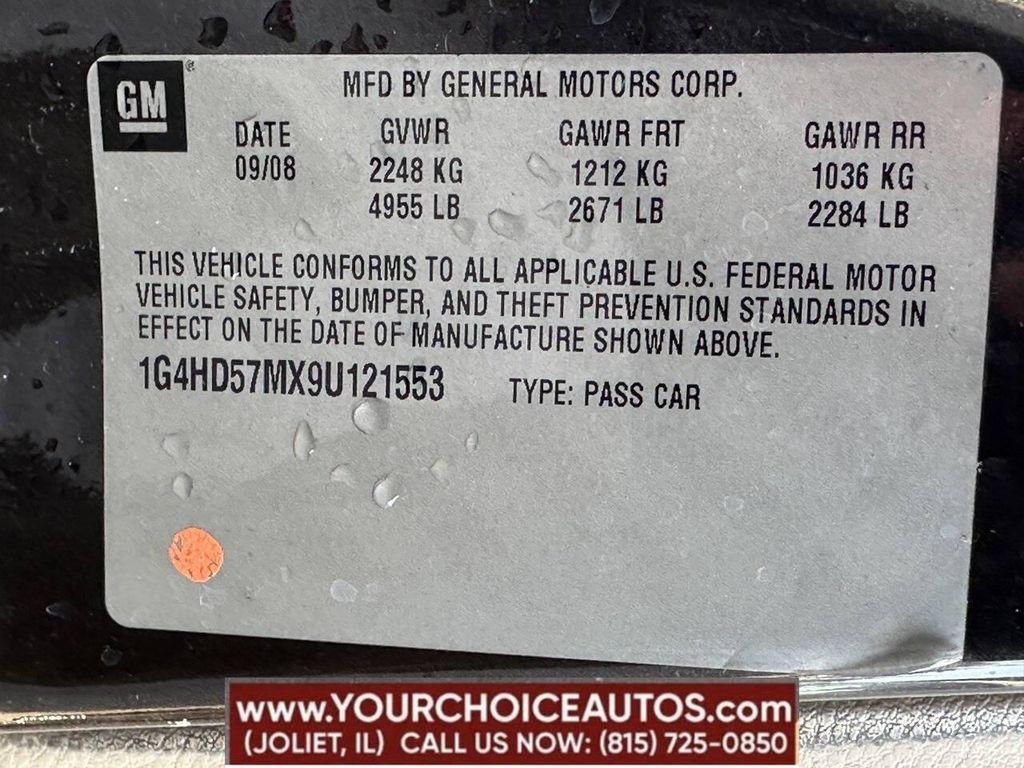 GM ® MFD BY GENERAL MOTORS CORP.
DATE GVWR GAWR FRT GAWR RR
09/08 2248 KG 1212 KG 1036 KG
4955 LB 2671 LB 2284 LB
THIS VEHICLE CONFORMS TO ALL APPLICABLE U.S. FEDERAL MOTOR
VEHICLE SAFETY, BUMPER, AND THEFT PREVENTION STANDARDS IN
EFFECT ON THE DATE OF MANUFACTURE SHOWN ABOVE.
1G4HD57MX9U121553 TYPE: PASS CAR
www.YOURCHOICEAUTOS.com
(JOLIET, IL) CALL US NOW: (815) 725-0850